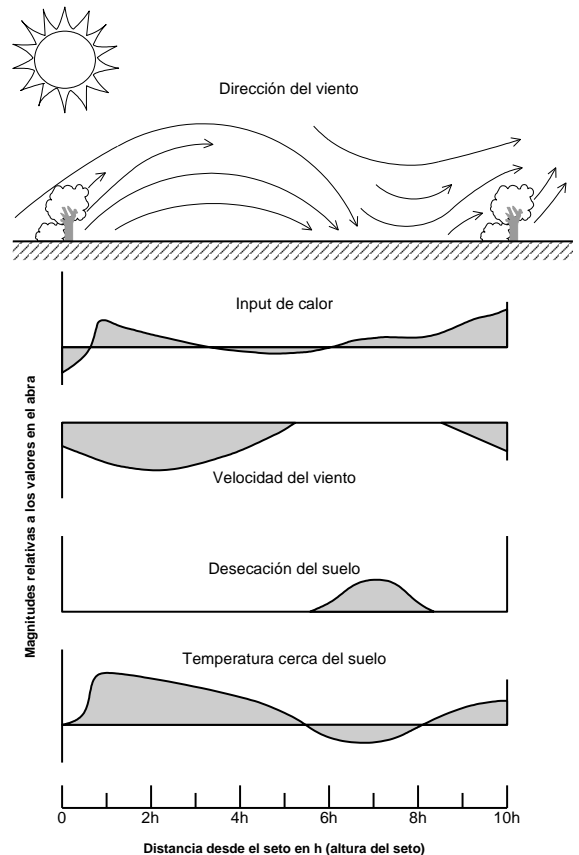 Dirección del viento
Input de calor
Velocidad del viento
Desecación del suelo
Temperatura cerca del suelo
Magnitudes relativas a los valores en el abra
0 2h 4h 6h 8h 10h
Distancia desde el seto en h (altura del seto)